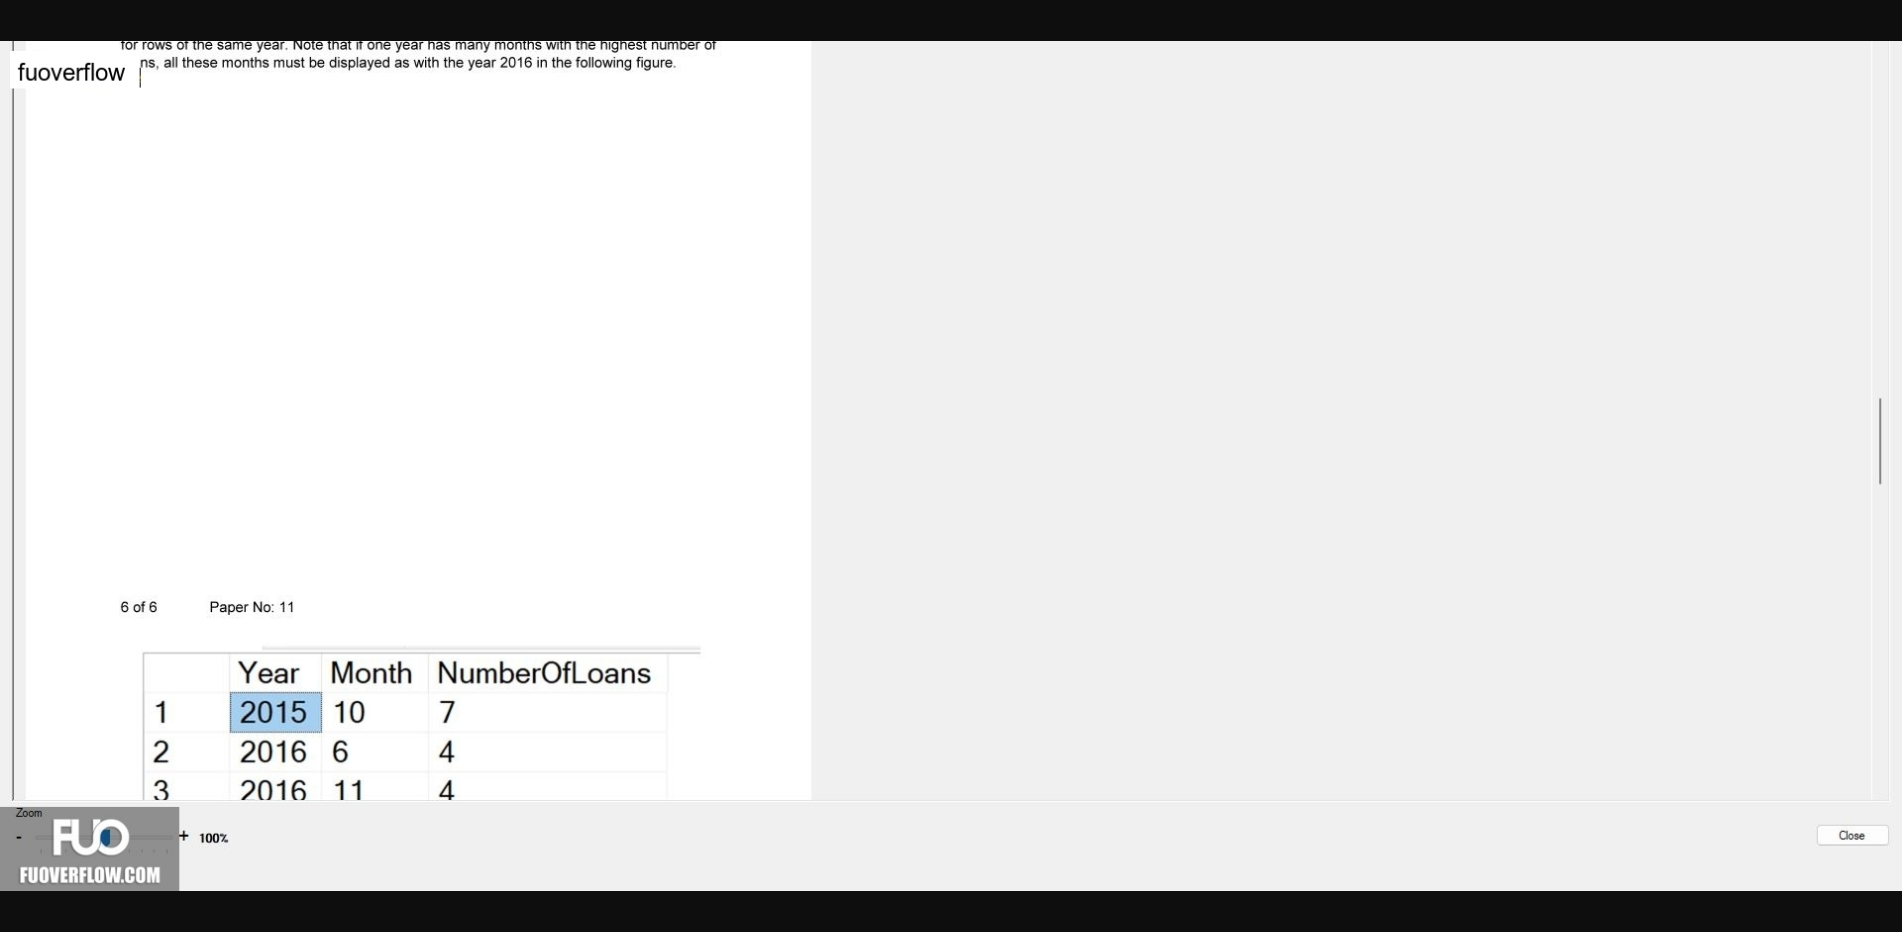 for rows of the same year. Note that if one year has many months with the highest number of
fuoverflow ns, all these months must be displayed as with the year 2016 in the following figure.
6 of 6 Paper No: 11
Year Month NumberOfLoans
1 2015 10 7
2 2016 6 4
3 2016 11 4
Zoom
- + 100%
Close
FUO
FUOVERFLOW.COM